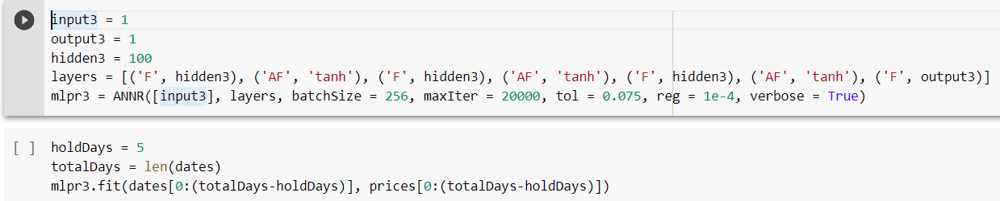 input3 = 1
output3 = 1
hidden3 = 100
layers = [('F', hidden3), ('AF', 'tanh'), ('F', hidden3), ('AF', 'tanh'), ('F', hidden3), ('AF', 'tanh'), ('F', output3)]
mlpr3 = ANNR([input3], layers, batchSize = 256, maxIter = 20000, tol = 0.075, reg = 1e-4, verbose = True)
[ ] holdDays = 5
totalDays = len(dates)
mlpr3.fit(dates[0:(totalDays-holdDays)], prices[0:(totalDays-holdDays)])